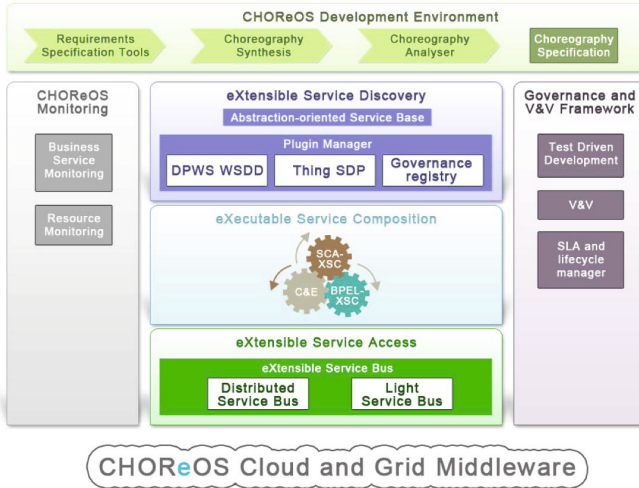 CHOReOS Development Environment
Requirements
Specification Tools
Choreography
Synthesis
Choreography
Analyser
Choreography
Specification
CHOReOS
Monitoring
Business
Service
Monitoring
Resource
Monitoring
eXtensible Service Discovery
Abstraction-oriented Service Base
Plugin Manager
DPWS WSDD
Thing SDP
Governance
registry
eXecutable Service Composition
SCA-
XSC
C&E
BPEL-
XSC
eXtensible Service Access
eXtensible Service Bus
Distributed
Service Bus
Light
Service Bus
Governance and
V&V Framework
Test Driven
Development
V&V
SLA and
lifecycle
manager
CHOReOS Cloud and Grid Middleware